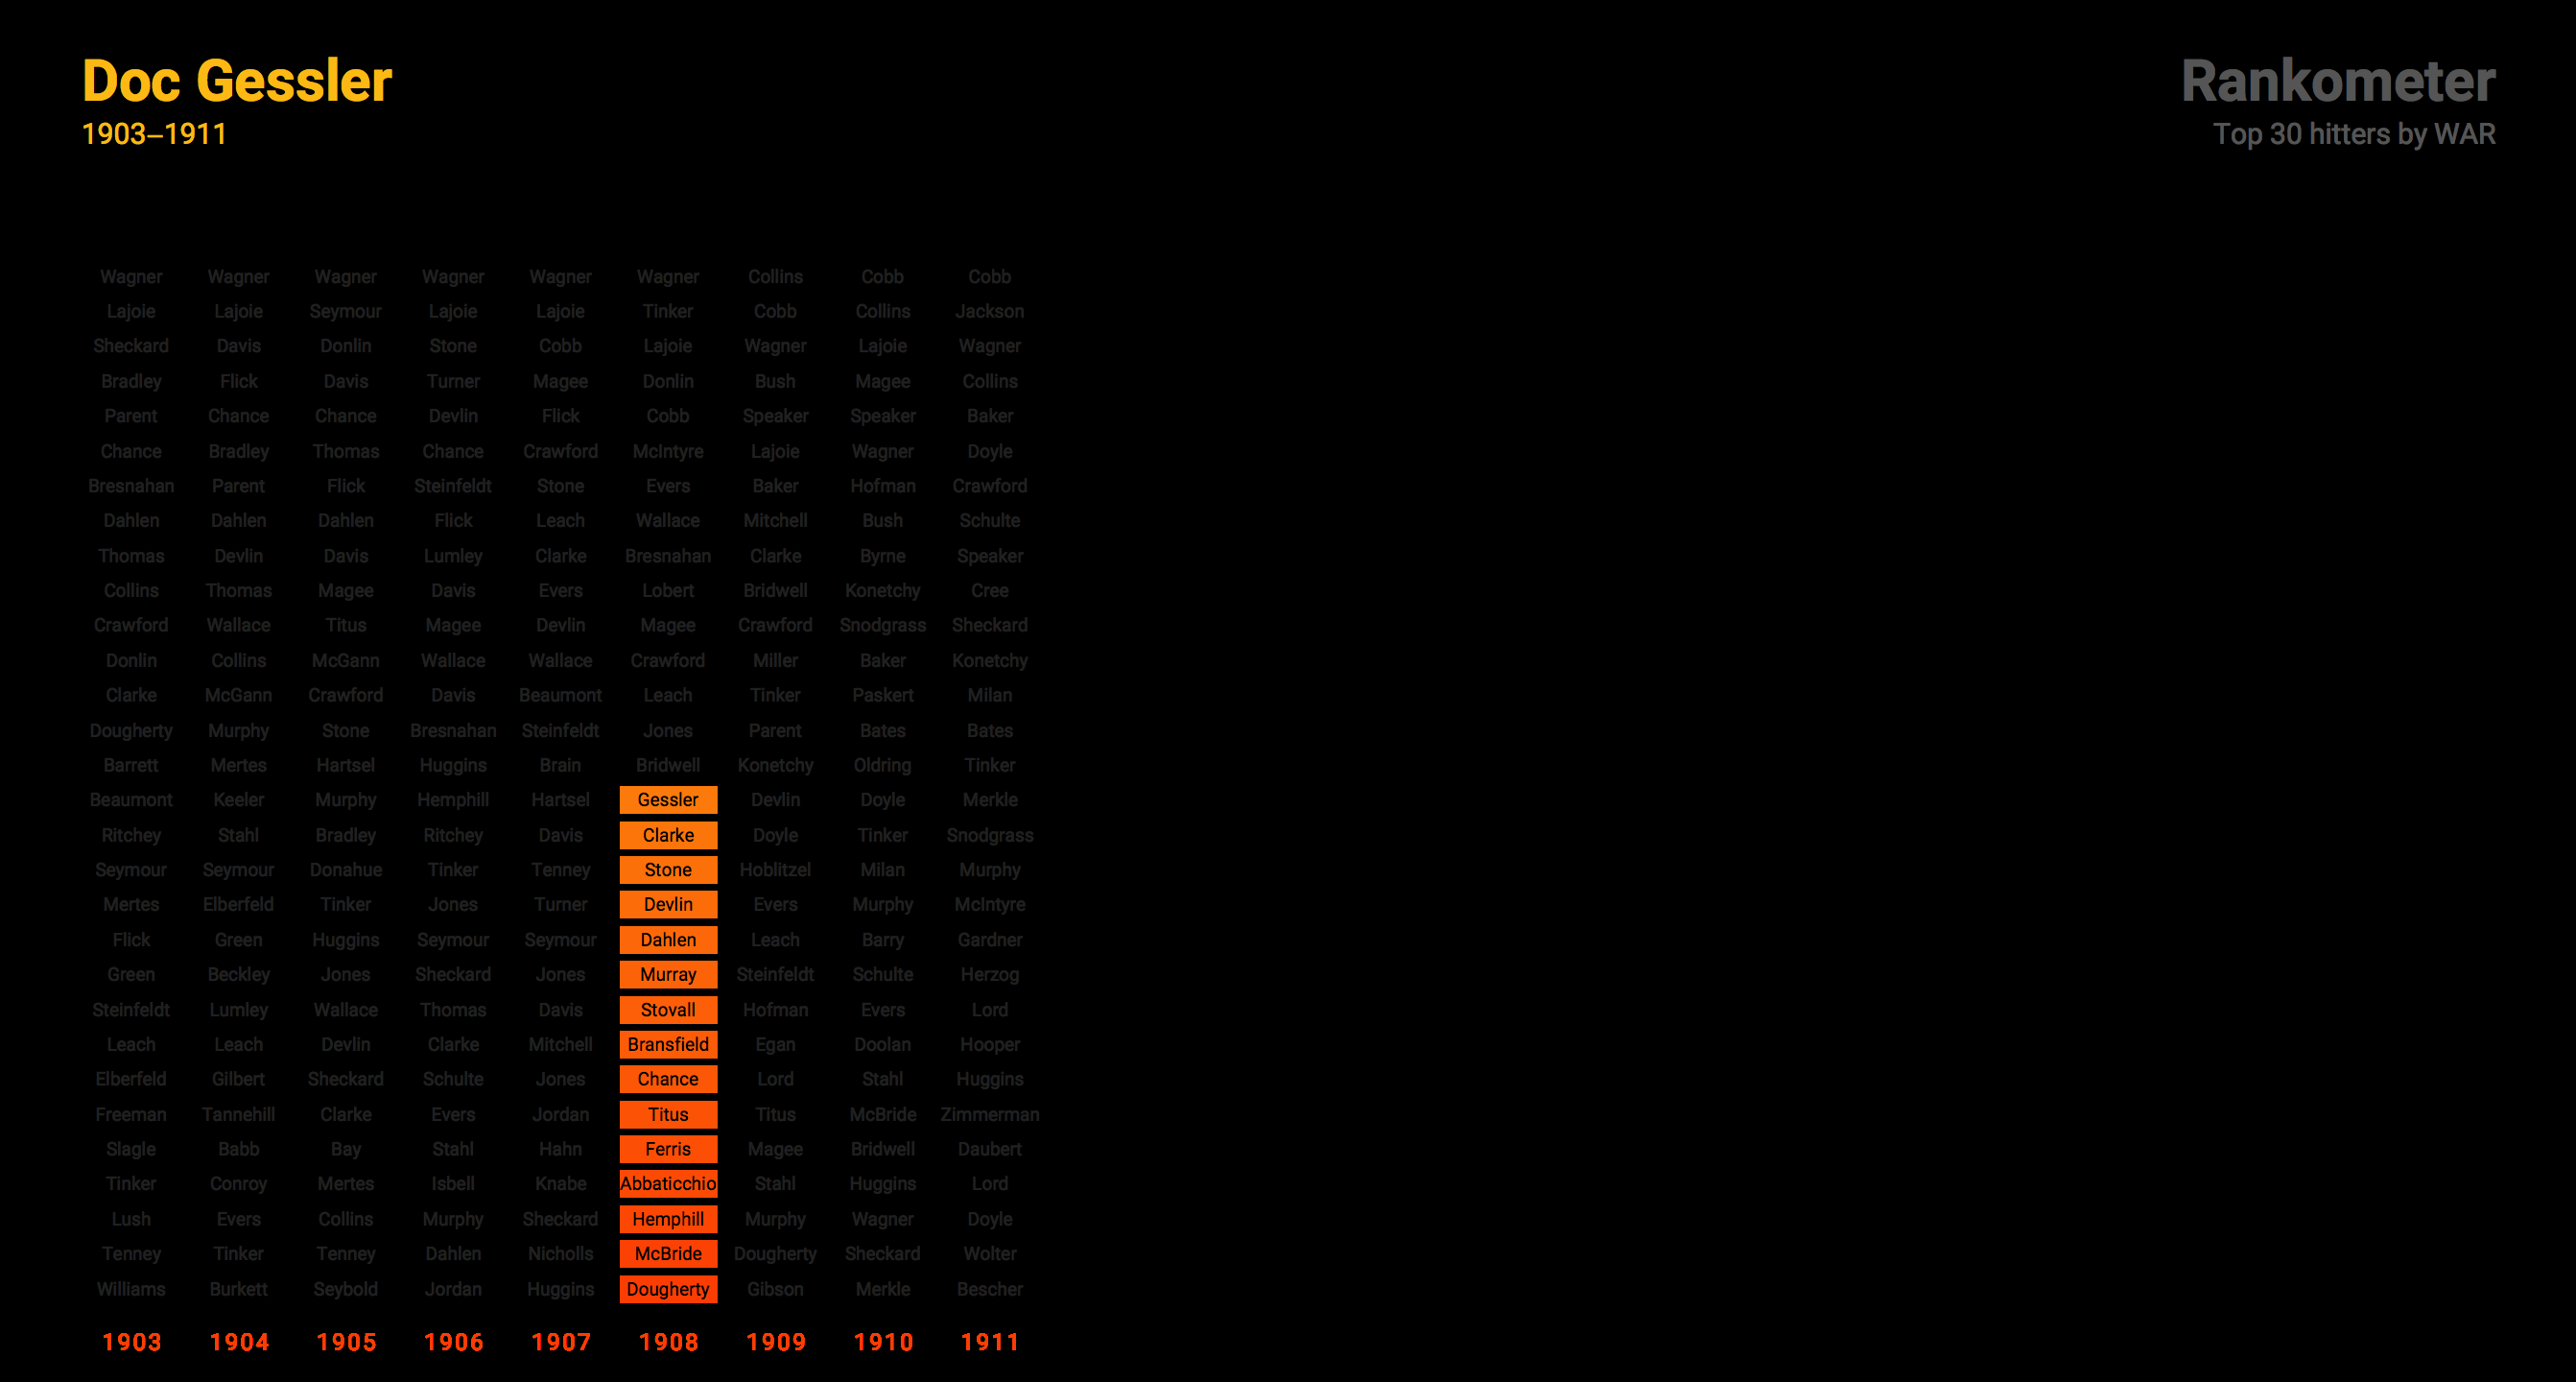 Doc Gessler
1903–1911
Rankometer
Top 30 hitters by WAR
Wagner Wagner Wagner Wagner Wagner Wagner Collins Cobb Cobb
Lajoie Lajoie Seymour Lajoie Lajoie Tinker Cobb Collins Jackson
Sheckard Davis Donlin Stone Cobb Lajoie Wagner Lajoie Wagner
Bradley Flick Davis Turner Magee Donlin Bush Magee Collins
Parent Chance Chance Devlin Flick Cobb Speaker Speaker Baker
Chance Bradley Thomas Chance Crawford McIntyre Lajoie Wagner Doyle
Bresnahan Parent Flick Steinfeldt Stone Evers Baker Hofman Crawford
Dahlen Dahlen Dahlen Flick Leach Wallace Mitchell Bush Schulte
Thomas Devlin Davis Lumley Clarke Bresnahan Clarke Byrne Speaker
Collins Thomas Magee Davis Evers Lobert Bridwell Konetchy Cree
Crawford Wallace Titus Magee Devlin Magee Crawford Snodgrass Sheckard
Donlin Collins McGann Wallace Wallace Crawford Miller Baker Konetchy
Clarke McGann Crawford Davis Beaumont Leach Tinker Paskert Milan
Dougherty Murphy Stone Bresnahan Steinfeldt Jones Parent Bates Bates
Barrett Mertes Hartsel Huggins Brain Bridwell Konetchy Oldring Tinker
Beaumont Keeler Murphy Hemphill Hartsel Gessler Devlin Doyle Merkle
Ritchey Stahl Bradley Ritchey Davis Clarke Doyle Tinker Snodgrass
Seymour Seymour Donahue Tinker Tenney Stone Hoblitzel Milan Murphy
Mertes Elberfeld Tinker Jones Turner Devlin Evers Murphy McIntyre
Flick Green Huggins Seymour Seymour Dahlen Leach Barry Gardner
Green Beckley Jones Sheckard Jones Murray Steinfeldt Schulte Herzog
Steinfeldt Lumley Wallace Thomas Davis Stovall Hofman Evers Lord
Leach Leach Devlin Clarke Mitchell Bransfield Egan Doolan Hooper
Elberfeld Gilbert Sheckard Schulte Jones Chance Lord Stahl Huggins
Freeman Tannehill Clarke Evers Jordan Titus Titus McBride Zimmerman
Slagle Babb Bay Stahl Hahn Ferris Magee Bridwell Daubert
Tinker Conroy Mertes Isbell Knabe Abbaticchio Stahl Huggins Lord
Lush Evers Collins Murphy Sheckard Hemphill Murphy Wagner Doyle
Tenney Tinker Tenney Dahlen Nicholls McBride Dougherty Sheckard Wolter
Williams Burkett Seybold Jordan Huggins Dougherty Gibson Merkle Bescher
1903 1904 1905 1906 1907 1908 1909 1910 1911